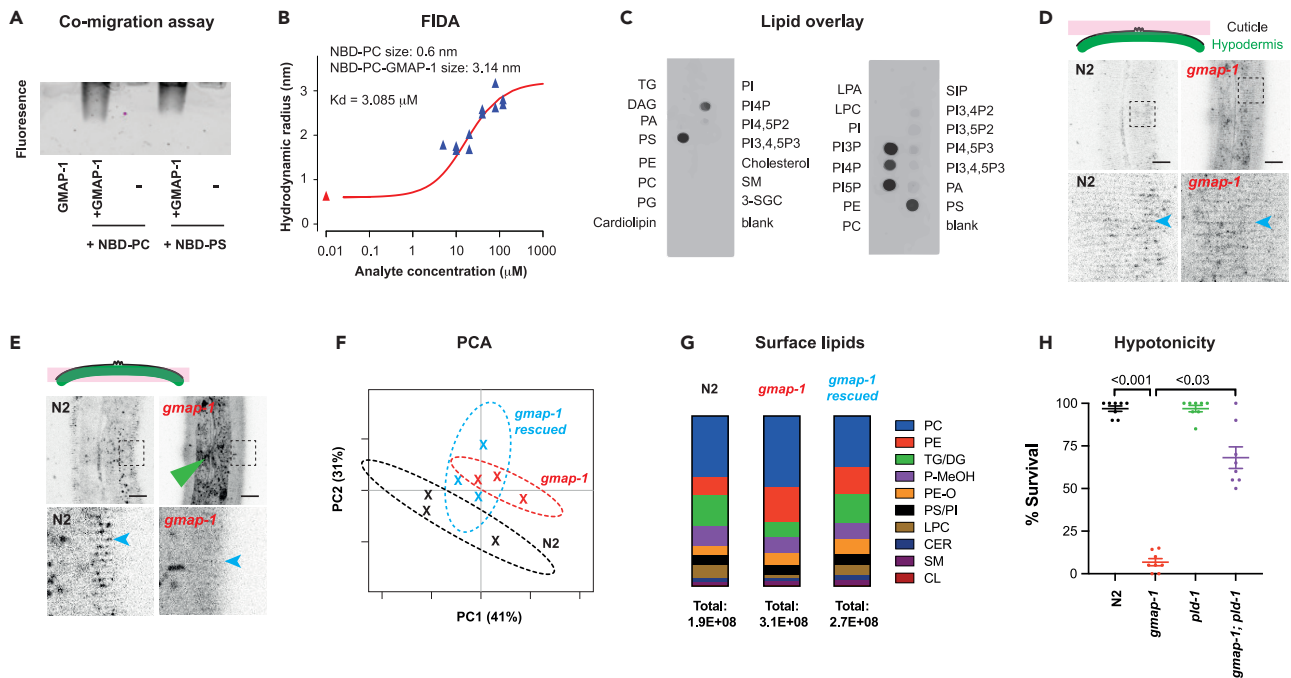 A
Co-migration assay
Fluoresence
GMAP-1
+GMAP-1
-
+GMAP-1
-
+ NBD-PC
+ NBD-PS
B
FIDA
NBD-PC size: 0.6 nm
NBD-PC-GMAP-1 size: 3.14 nm
Kd = 3.085 μM
Hydrodynamic radius (nm)
3
2
1
0
0.01
0.1
1
10
100
1000
Analyte concentration (μM)
C
Lipid overlay
TG
DAG
PA
PS
PE
PC
PG
Cardiolipin
PI
PI4P
PI4,5P2
PI3,4,5P3
Cholesterol
SM
3-SGC
blank
LPA
LPC
PI
PI3P
PI4P
PI5P
PE
PC
SIP
PI3,4P2
PI3,5P2
PI4,5P3
PI3,4,5P3
PA
PS
blank
D
Cuticle
Hypodermis
N2
gmap-1
N2
gmap-1
E
N2
gmap-1
N2
gmap-1
F
PCA
gmap-1
rescued
gmap-1
N2
PC2 (31%)
PC1 (41%)
G
Surface lipids
N2
gmap-1
gmap-1
rescued
PC
PE
TG/DG
P-MeOH
PE-O
PS/PI
LPC
CER
SM
CL
Total:
1.9E+08
Total:
3.1E+08
Total:
2.7E+08
H
Hypotonicity
<0.001
<0.03
% Survival
100
75
50
25
0
N2
gmap-1
pld-1
gmap-1; pld-1